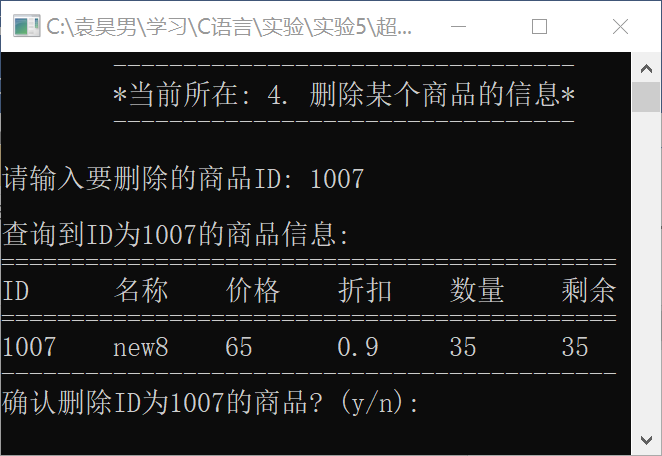 C:\袁昊男\学习\C语言\实验\实验5\超...
*当前所在: 4. 删除某个商品的信息*
请输入要删除的商品ID: 1007
查询到ID为1007的商品信息:
ID 名称 价格 折扣 数量 剩余
1007 new8 65 0.9 35 35
确认删除ID为1007的商品? (y/n):